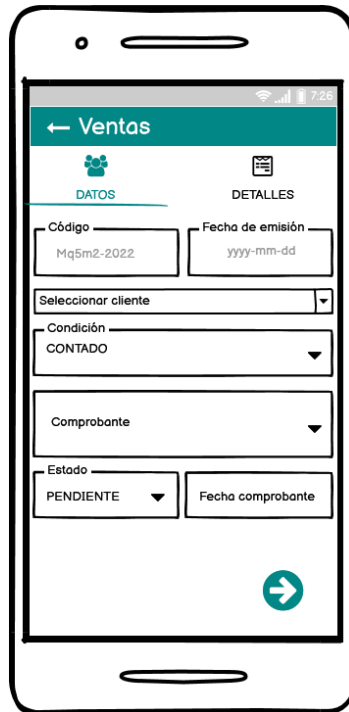 7:26
Ventas
DATOS DETALLES
Código Fecha de emisión
Mq5m2-2022 yyyy-mm-dd
Seleccionar cliente
Condición
CONTADO
Comprobante
Estado
PENDIENTE Fecha comprobante